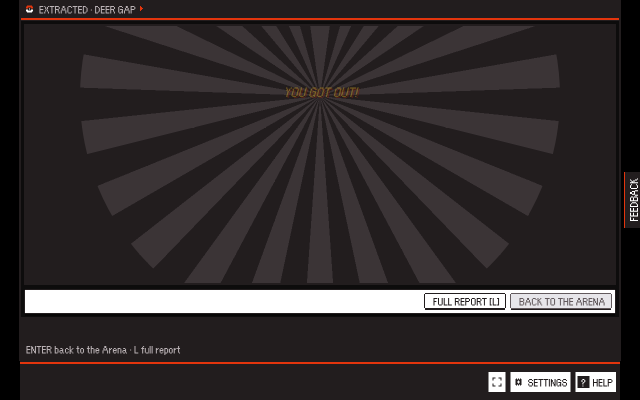 EXTRACTED · DEER GAP
YOU GOT OUT!
FEEDBACK
FULL REPORT [L]
BACK TO THE ARENA
ENTER back to the Arena · L full report
SETTINGS
? HELP